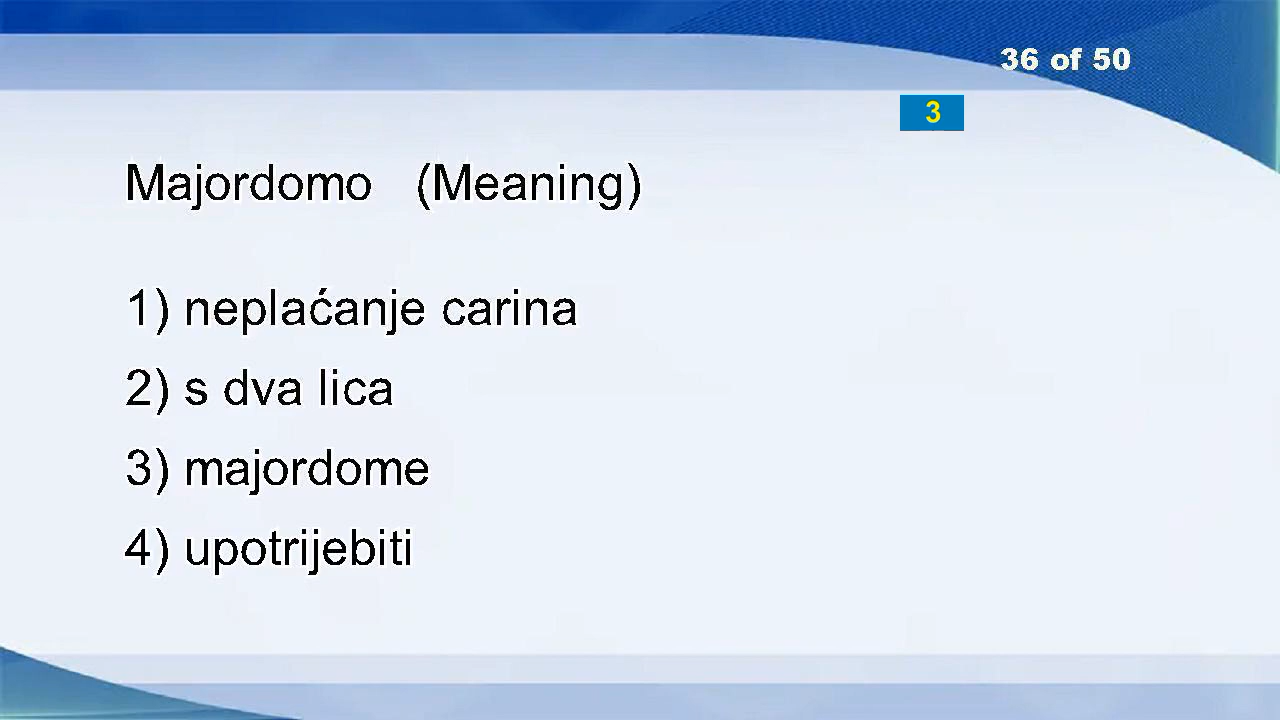 36 of 50
3
Majordomo (Meaning)
1) neplaćanje carina
2) s dva lica
3) majordome
4) upotrijebiti